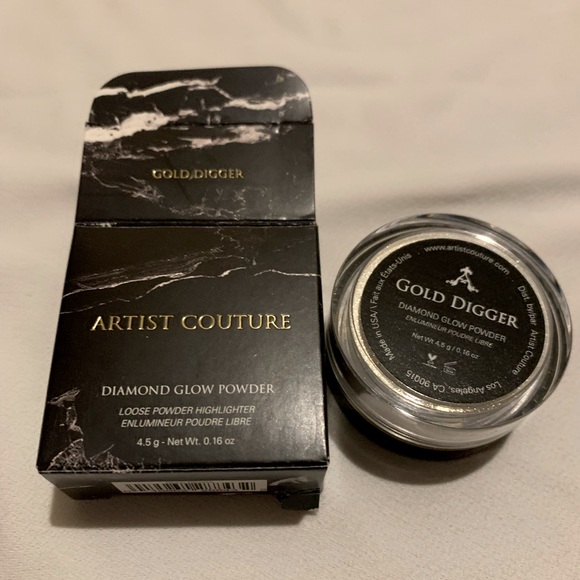 GOLD DIGGER
ARTIST COUTURE
DIAMOND GLOW POWDER
LOOSE POWDER HIGHLIGHTER
ENLUMINEUR POUDRE LIBRE
4.5 g - Net Wt. 0.16 oz
www.artistcouture.com
Made in USA/ \ Fait aux États-Unis
Dist. by/par Artist Couture
Los Angeles, CA 90015
GOLD DIGGER
DIAMOND GLOW POWDER
ENLUMINEUR POUDRE LIBRE
Net Wt 4.5 g / 0.16 oz